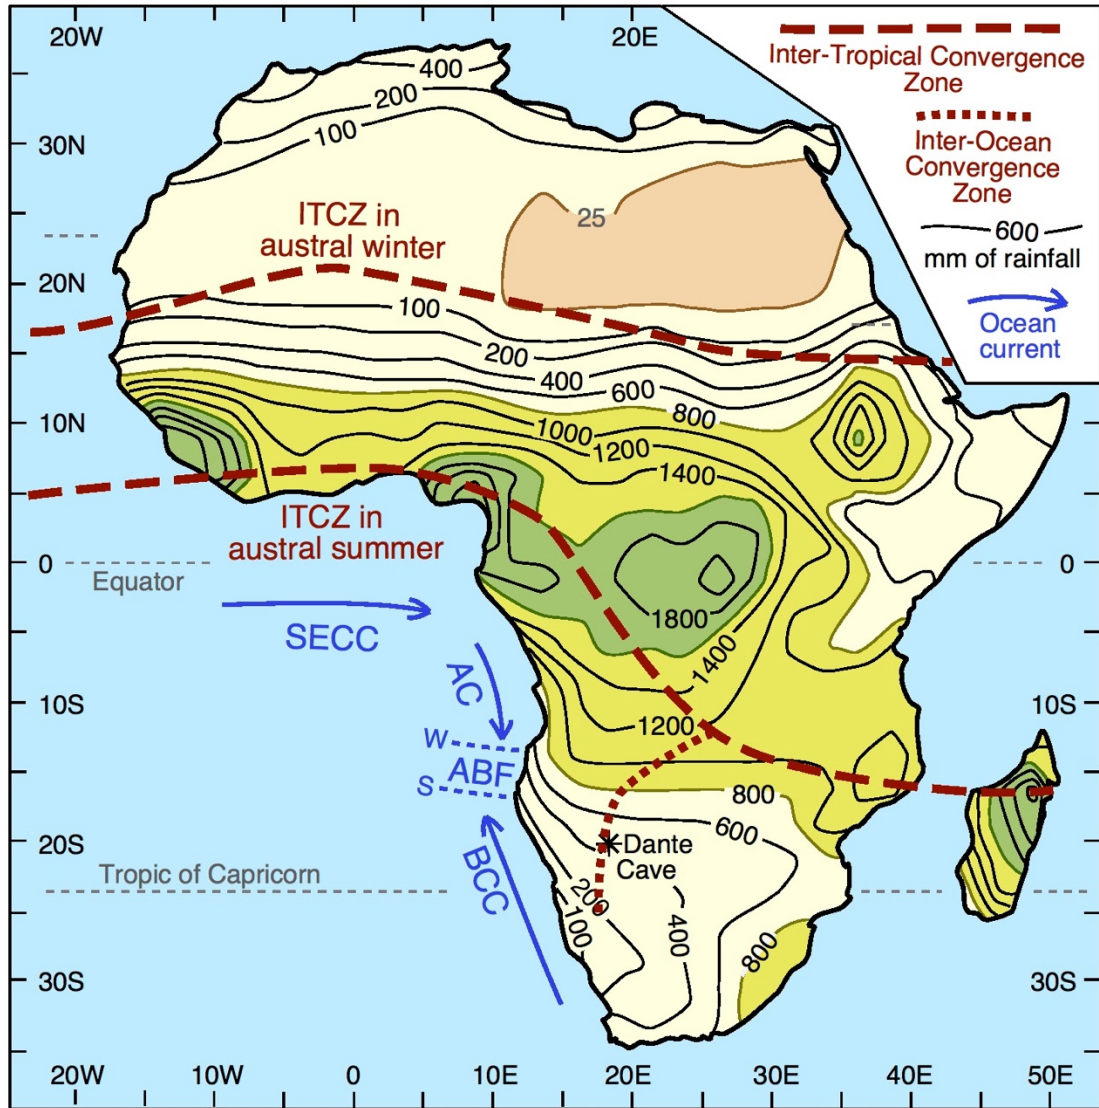 20W
20E
Inter-Tropical Convergence
Zone
Inter-Ocean
Convergence
Zone
600
mm of rainfall
Ocean
current
400
200
100
30N
ITCZ in
austral winter
25
20N
100
200
400
600
800
10N
1000
1200
1400
ITCZ in
austral summer
0
Equator
0
1800
SECC
1400
AC
10S
1200
10S
W
ABF
S
800
600
20S
Dante
Cave
Tropic of Capricorn
BCC
200
100
400
800
30S
30S
20W
10W
0
10E
20E
30E
40E
50E